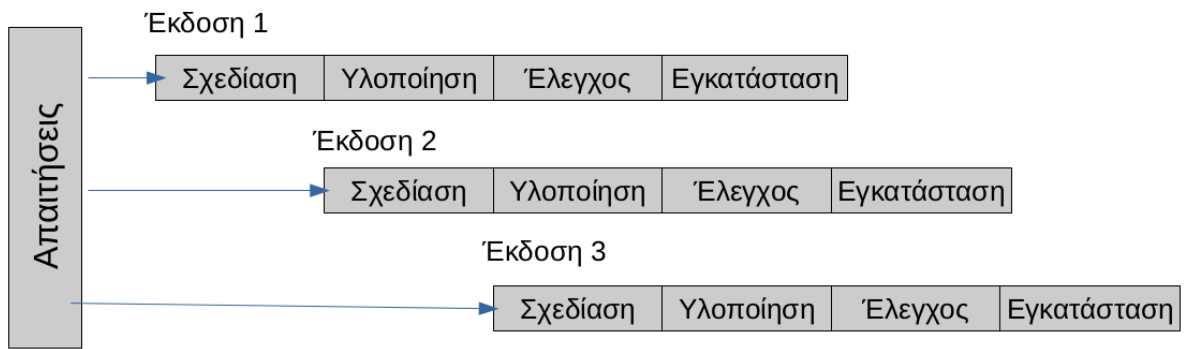 Έκδοση 1
Απαιτήσεις
Σχεδίαση Υλοποίηση Έλεγχος Εγκατάσταση
Έκδοση 2
Σχεδίαση Υλοποίηση Έλεγχος Εγκατάσταση
Έκδοση 3
Σχεδίαση Υλοποίηση Έλεγχος Εγκατάσταση